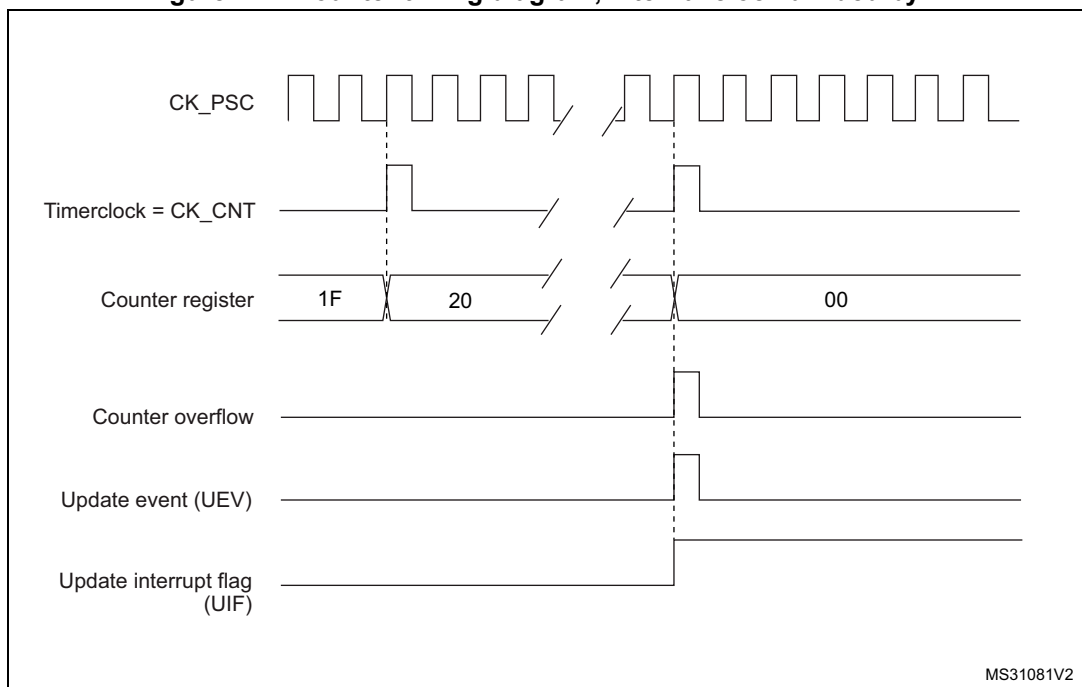 CK_PSC
Timerclock = CK_CNT
Counter register
1F
20
00
Counter overflow
Update event (UEV)
Update interrupt flag
(UIF)
MS31081V2